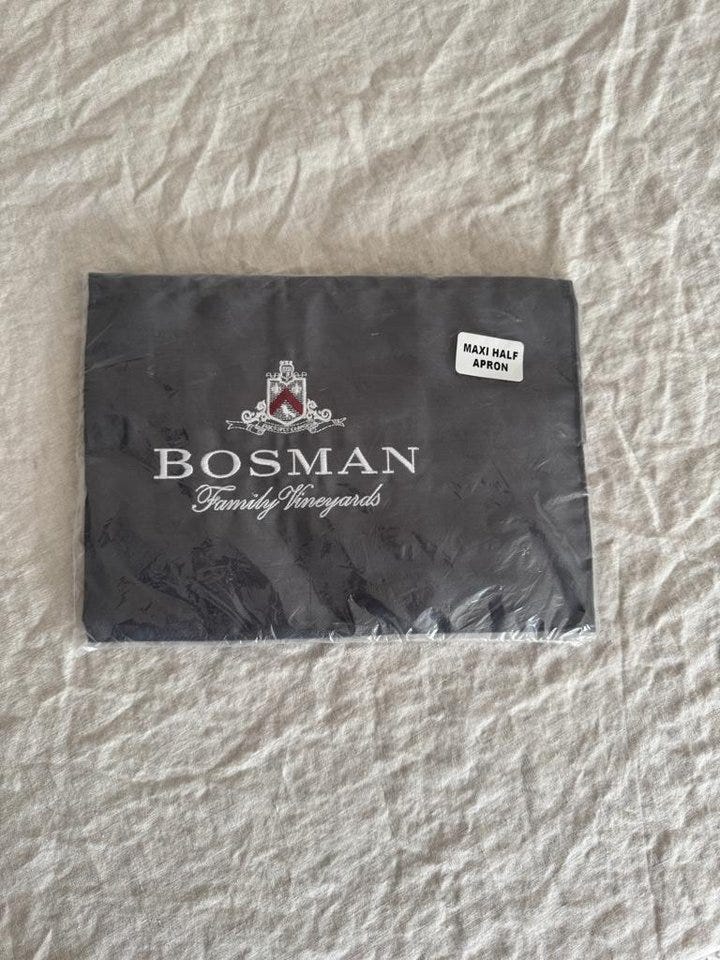 MAXI HALF
APRON
BOSMAN
Family Vineyards